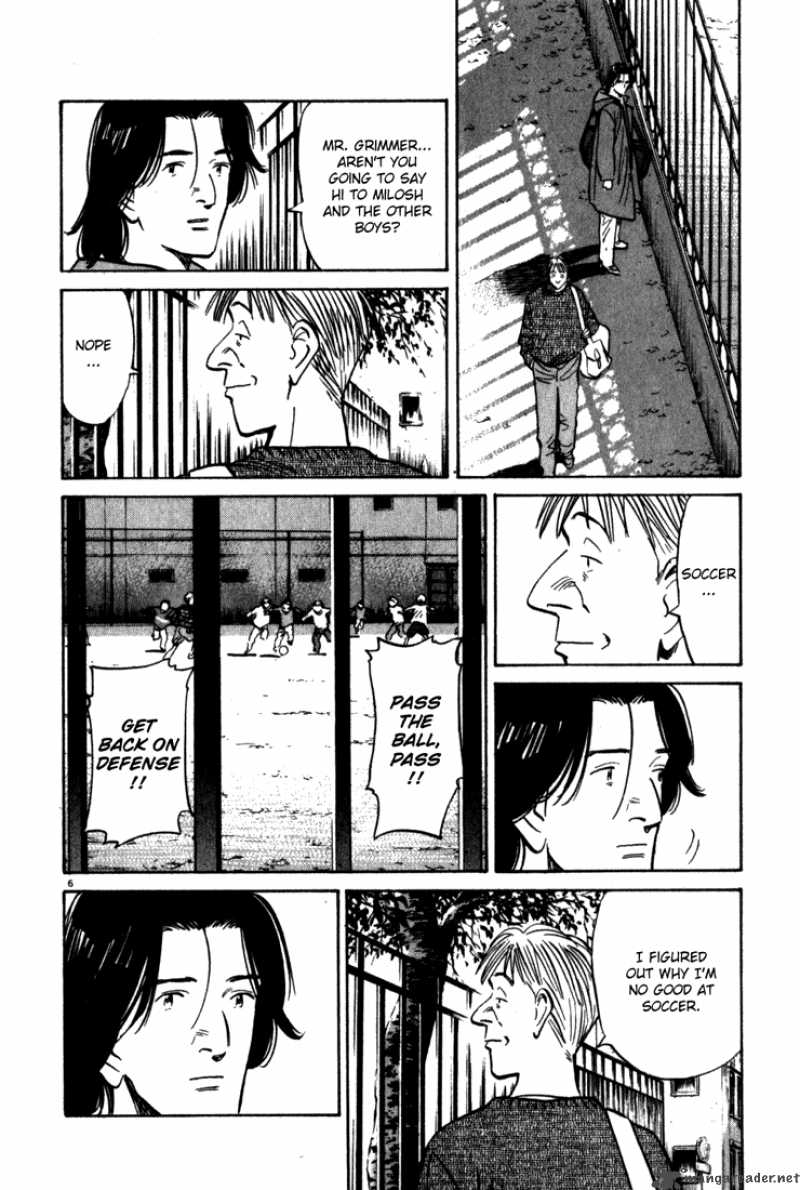 MR. GRIMMER...
AREN'T YOU
GOING TO SAY
HI TO MILOSH
AND THE OTHER
BOYS?
NOPE
...
SOCCER
...
PASS
THE
BALL,
PASS
!!
GET
BACK ON
DEFENSE
!!
6
I FIGURED
OUT WHY I'M
NO GOOD AT
SOCCER.